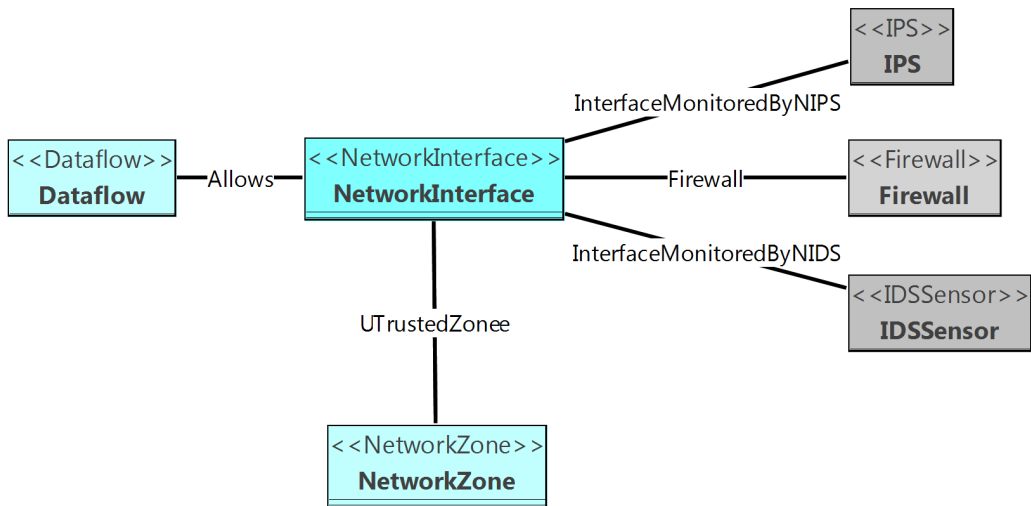 <<IPS>>
IPS
InterfaceMonitoredByNIPS
<<Dataflow>>
Dataflow
Allows
<<NetworkInterface>>
NetworkInterface
Firewall
<<Firewall>>
Firewall
InterfaceMonitoredByNIDS
<<IDSSensor>>
IDSSensor
UTrustedZonee
<<NetworkZone>>
NetworkZone